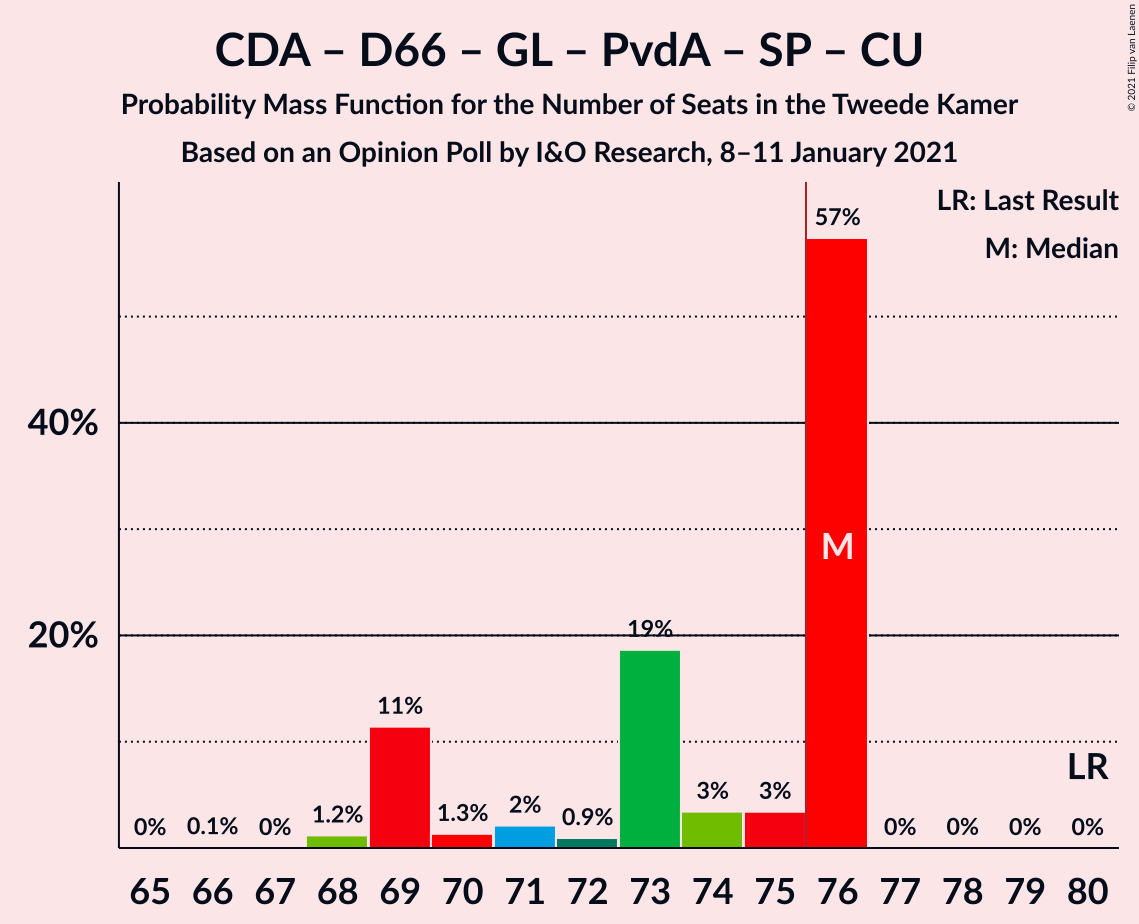 CDA – D66 – GL – PvdA – SP – CU
Probability Mass Function for the Number of Seats in the Tweede Kamer
Based on an Opinion Poll by I&O Research, 8–11 January 2021
© 2021 Filip van Laenen
LR: Last Result
M: Median
40%
20%
0%
0.1%
0%
1.2%
11%
1.3%
2%
0.9%
19%
3%
3%
57%
0%
0%
0%
0%
M
LR
65 66 67 68 69 70 71 72 73 74 75 76 77 78 79 80